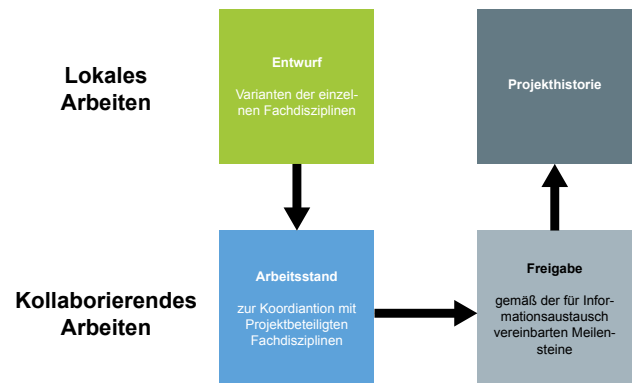 Lokales
Arbeiten
Entwurf
Varianten der einzel-
nen Fachdisziplinen
Projekthistorie
Kollaborierendes
Arbeiten
Arbeitsstand
zur Koordiantion mit
Projektbeteiligten
Fachdisziplinen
Freigabe
gemäß der für Infor-
mationsaustausch
vereinbarten Meilen-
steine